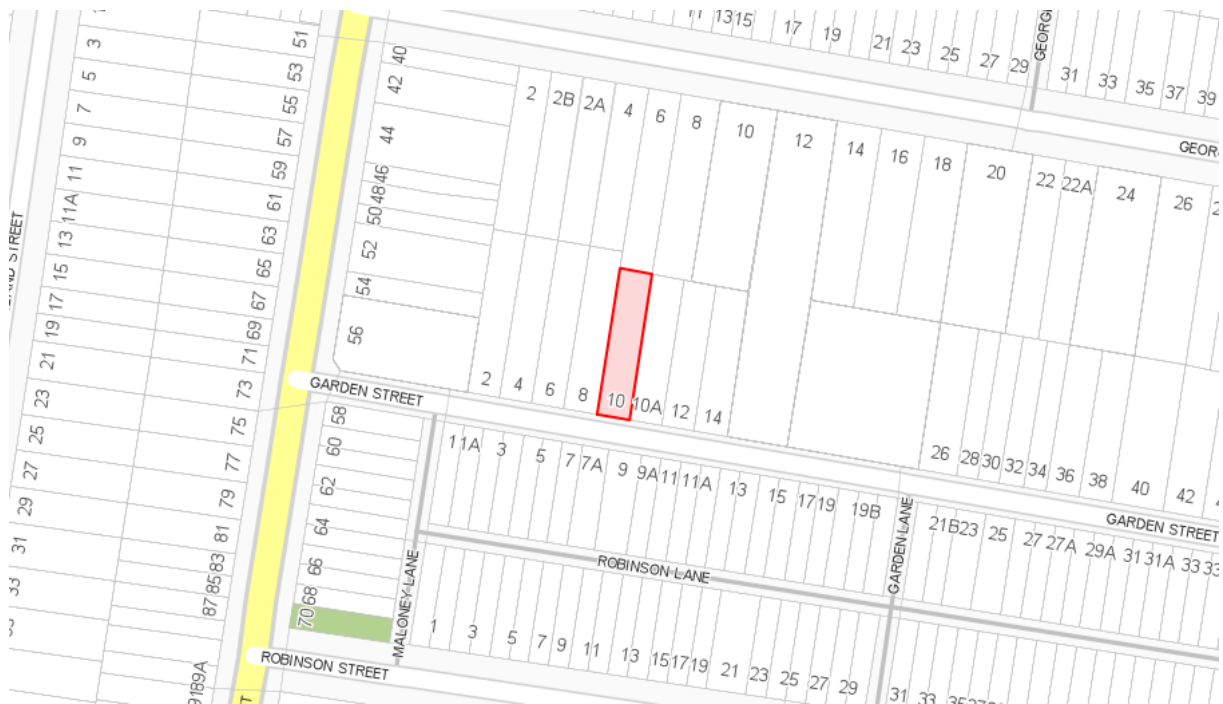 13 15 17 19 21 23 25 27 29
31 33 35 37 39
3 5 7 9 11 11A 13 15 17 19 21 23 25 27 29 31 33
51 53 55 57 59 61 63 65 67 69 71 73 75 77 79 81 83 85 87
40 42 44 46 48 50 52 54 56
2 2B 2A 4 6 8 10 12 14 16 18 20 22 22A 24 26
2 4 6 8 10 10A 12 14
26 28 30 32 34 36 38 40 42
GARDEN STREET
GARDEN STREET
58 60 62 64 66 68 70
11A 3 5 7 7A 9 9A 11 11A 13 15 17 19 19B
21B 23 25 27 27A 29A 31 31A 33
MALONEY LANE
ROBINSON LANE
GARDEN LANE
1 3 5 7 9 11 13 15 17 19 21 23 25 27 29
31 33
ROBINSON STREET